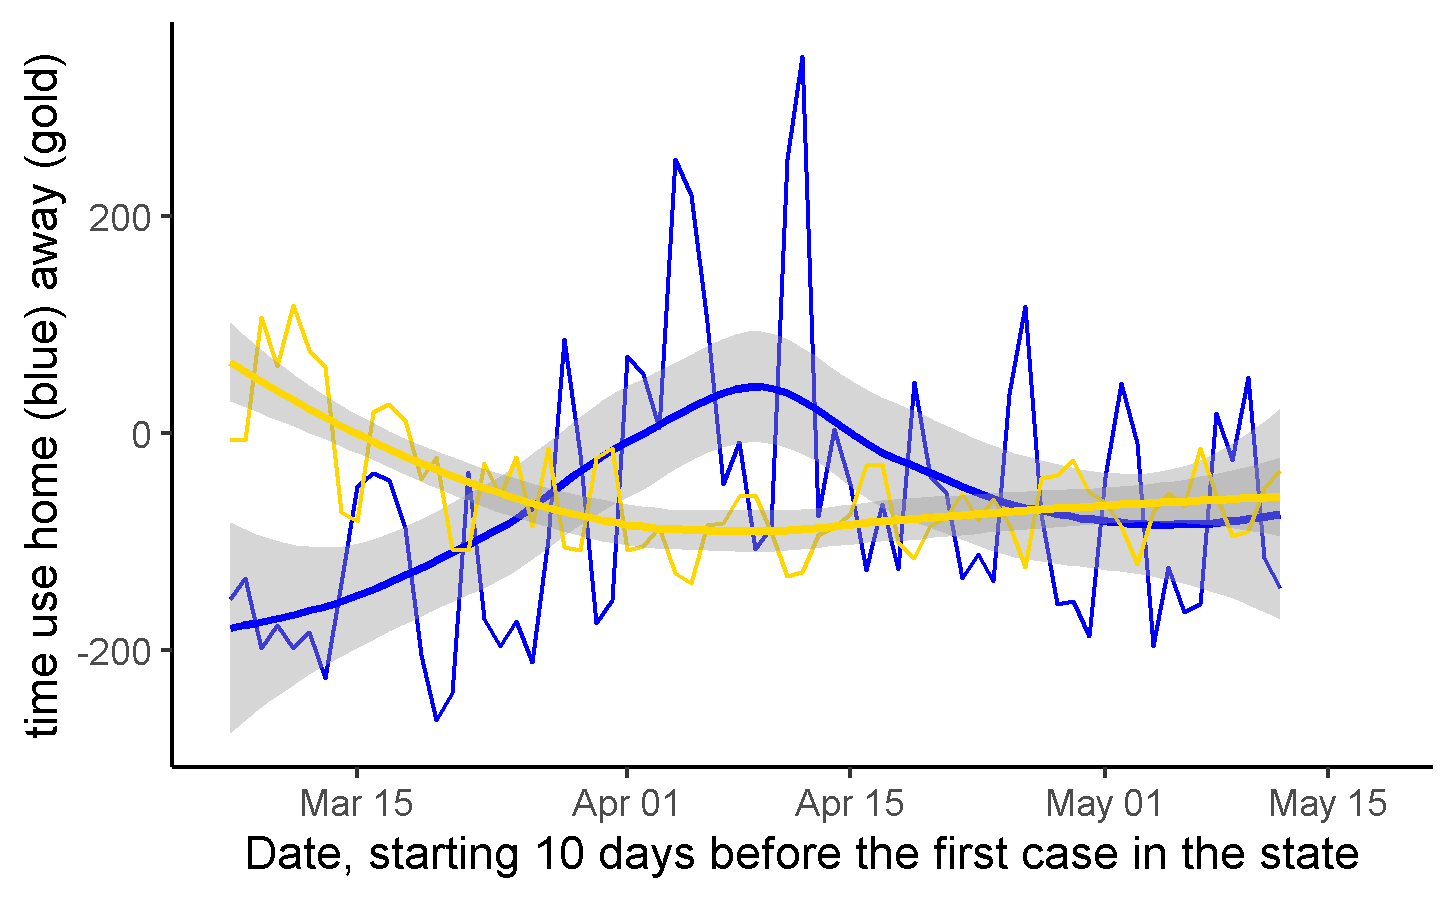 time use home (blue) away (gold)
200
0
-200
Mar 15
Apr 01
Apr 15
May 01
May 15
Date, starting 10 days before the first case in the state